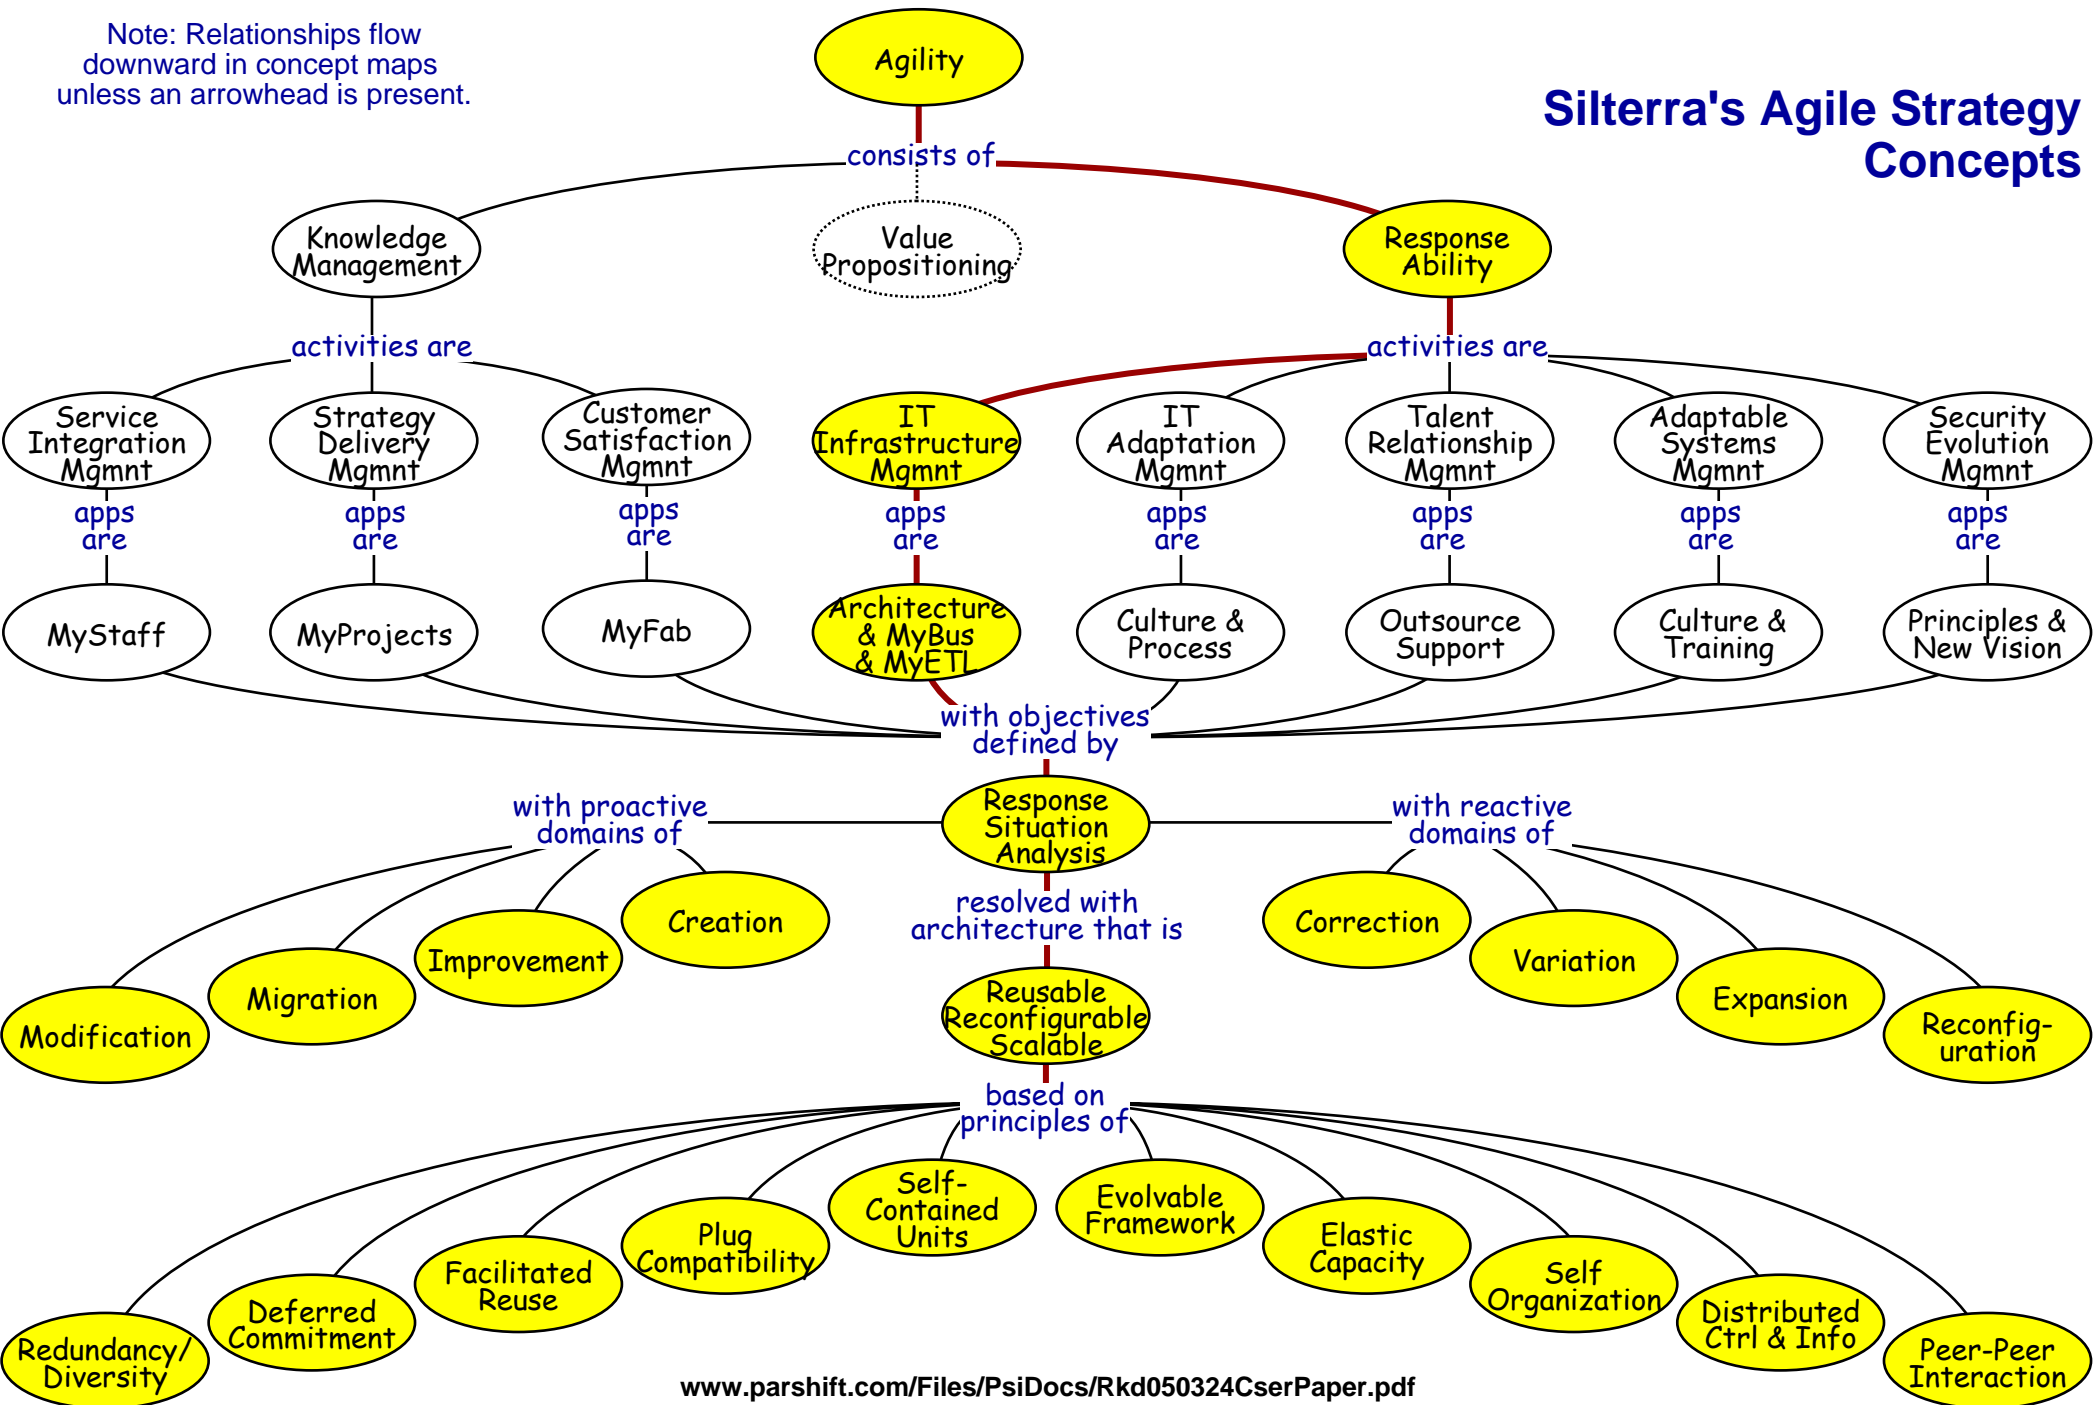 Note: Relationships flow
downward in concept maps
unless an arrowhead is present.
Silterra's Agile Strategy
Concepts
Agility
consists of
Knowledge
Management
Value
Propositioning
Response
Ability
activities are
activities are
Service
Integration
Mgmnt
Strategy
Delivery
Mgmnt
Customer
Satisfaction
Mgmnt
IT
Infrastructure
Mgmnt
IT
Adaptation
Mgmnt
Talent
Relationship
Mgmnt
Adaptable
Systems
Mgmnt
Security
Evolution
Mgmnt
apps
are
apps
are
apps
are
apps
are
apps
are
apps
are
apps
are
apps
are
MyStaff
MyProjects
MyFab
Architecture
& MyBus
& MyETL
Culture &
Process
Outsource
Support
Culture &
Training
Principles &
New Vision
with objectives
defined by
with proactive
domains of
Response
Situation
Analysis
with reactive
domains of
Modification
Migration
Improvement
Creation
resolved with
architecture that is
Correction
Variation
Expansion
Reconfig-
uration
Reusable
Reconfigurable
Scalable
based on
principles of
Redundancy/
Diversity
Deferred
Commitment
Facilitated
Reuse
Plug
Compatibility
Self-
Contained
Units
Evolvable
Framework
Elastic
Capacity
Self
Organization
Distributed
Ctrl & Info
Peer-Peer
Interaction
www.parshift.com/Files/PsiDocs/Rkd050324CserPaper.pdf